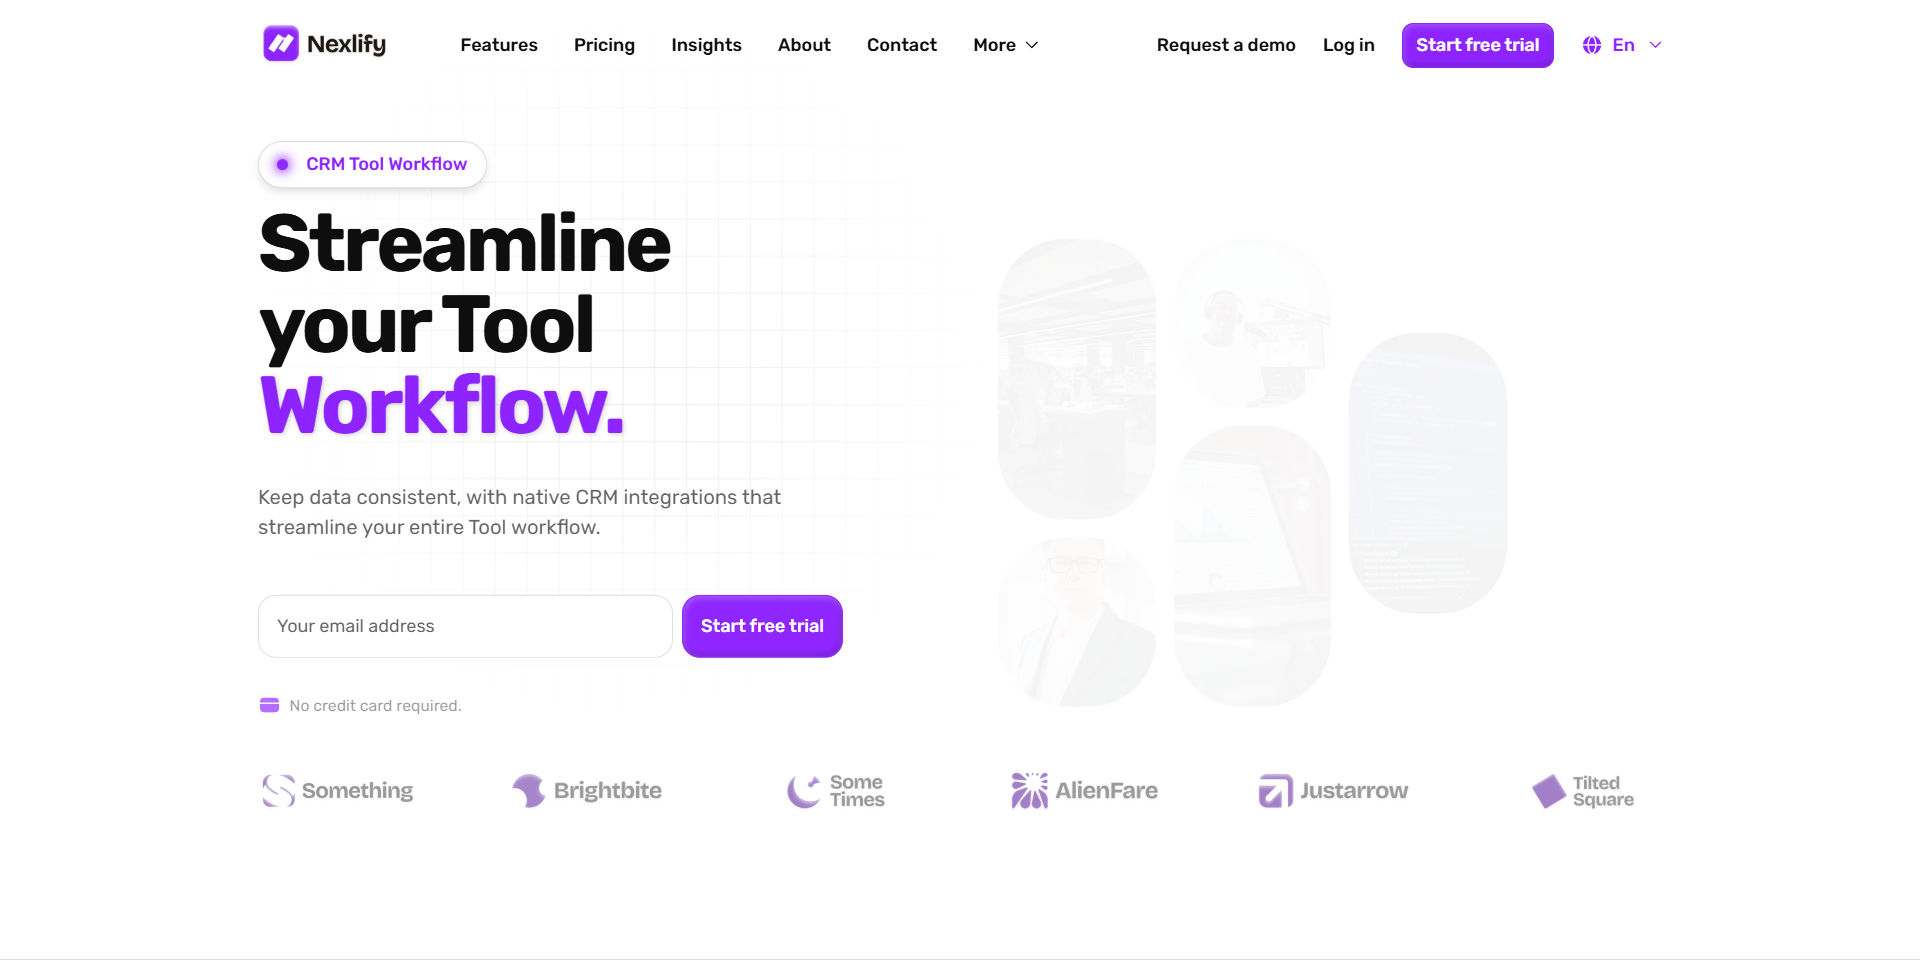 Nexlify
Features
Pricing
Insights
About
Contact
More
Request a demo
Log in
Start free trial
En
CRM Tool Workflow
Streamline
your Tool
Workflow.
Keep data consistent, with native CRM integrations that
streamline your entire Tool workflow.
Your email address
Start free trial
No credit card required.
Something
Brightbite
Some
Times
AlienFare
Justarrow
Tilted
Square